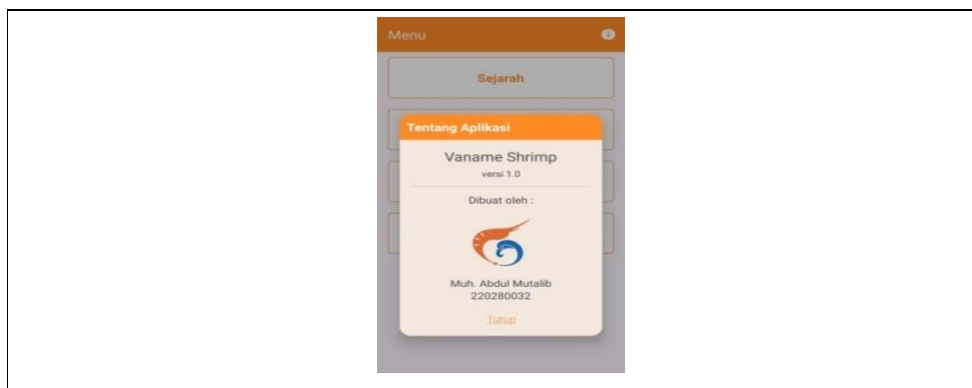 Menu
Sejarah
Tentang Aplikasi
Vaname Shrimp
versi 1.0
Dibuat oleh :
Muh. Abdul Mutalib
220280032
Tutup